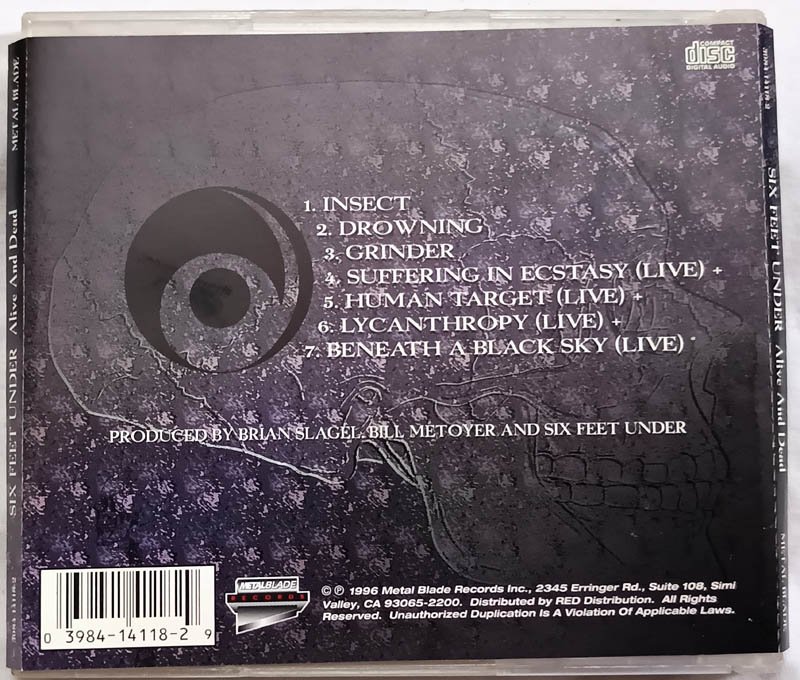 COMPACT
disc
DIGITAL AUDIO
METAL BLADE
Alive And Dead
SIX FEET UNDER
1. INSECT
2. DROWNING
3. GRINDER
4. SUFFERING IN ECSTASY (LIVE) +
5. HUMAN TARGET (LIVE) +
6. LYCANTHROPY (LIVE) +
7. BENEATH A BLACK SKY (LIVE)
PRODUCED BY BRIAN SLAGEL, BILL METOYER AND SIX FEET UNDER
SIX FEET UNDER
Alive And Dead
METAL BLADE
0 3984-14118-2 9
METAL BLADE
RECORDS
© ℗ 1996 Metal Blade Records Inc., 2345 Erringer Rd., Suite 108, Simi
Valley, CA 93065-2200. Distributed by RED Distribution. All Rights
Reserved. Unauthorized Duplication Is A Violation Of Applicable Laws.